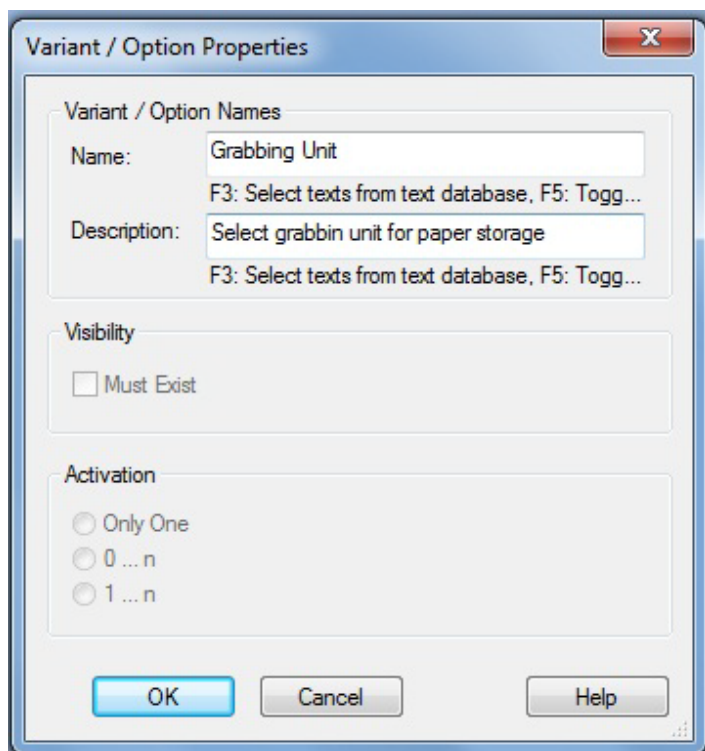 Variant / Option Properties
Variant / Option Names
Name:
Grabbing Unit
F3: Select texts from text database, F5: Togg...
Description:
Select grabbin unit for paper storage
F3: Select texts from text database, F5: Togg...
Visibility
Must Exist
Activation
Only One
0 ... n
1 ... n
OK
Cancel
Help